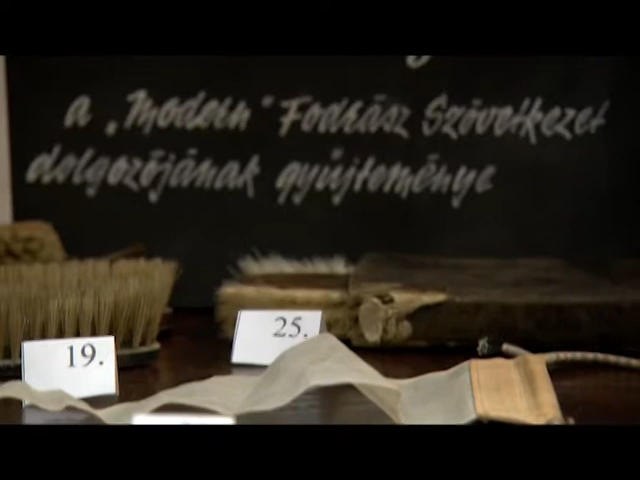 a „Modern" Fodrász Szövetkezet
dolgozójának gyűjteménye
25.
19.